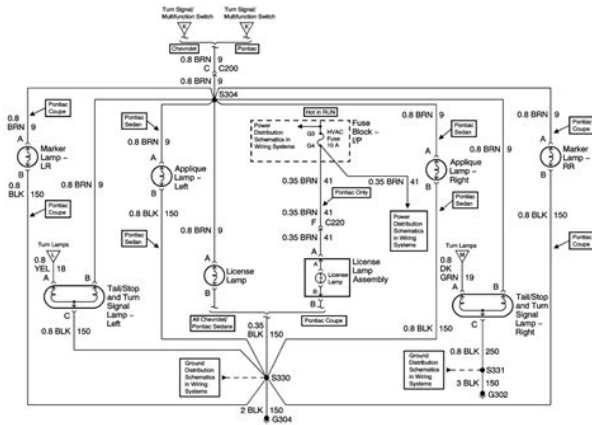 Turn Signal/
Multifunction Switch
Turn Signal/
Multifunction Switch
K
K
Chevrolet
Pontiac
0.8 BRN 9
C C200
0.8 BRN 9
S304
0.8
BRN 9
Pontiac
Coupe
A
Marker
Lamp –
LR
B
0.8
BLK 150
Pontiac
Coupe
0.8 BRN 9
0.8 BRN 9
Pontiac
Sedan
A
Applique
Lamp –
Left
B
0.8 BLK 150
Pontiac
Sedan
0.8 BRN 9
A
License
Lamp
B
Hot in RUN
Power
Distribution
Schematics in
Wiring Systems
G3
G4
HVAC
Fuse
10 A
Fuse
Block –
I/P
0.35 BRN 41
0.35 BRN 41
Pontiac Only
F C220
0.35 BRN 41
Power
Distribution
Schematics
in Wiring
Systems
A
A
License Lamp
B
B
License
Lamp
Assembly
0.8 BRN 9
Pontiac
Sedan
A
Applique
Lamp –
Right
B
Pontiac
Sedan
0.8 BLK 150
0.8 BRN 9
0.8 BRN 9
Pontiac
Coupe
A
Marker
Lamp –
RR
B
0.8 BLK 150
Pontiac
Coupe
Turn Lamps
L
0.8
YEL 18
A
B
C
Tail/Stop
and Turn
Signal
Lamp –
Left
0.8 BLK 150
Turn Lamps
M
0.8
DK
GRN 19
A
B
C
Tail/Stop
and Turn
Signal
Lamp –
Right
All Chevrolet/
Pontiac Sedans
0.35
BLK 150
Pontiac Coupe
0.8 BLK 150
Ground
Distribution
Schematics
in Wiring
Systems
S330
2 BLK 150
G304
Ground
Distribution
Schematics
in Wiring
Systems
0.8 BLK 250
S331
3 BLK 150
G302